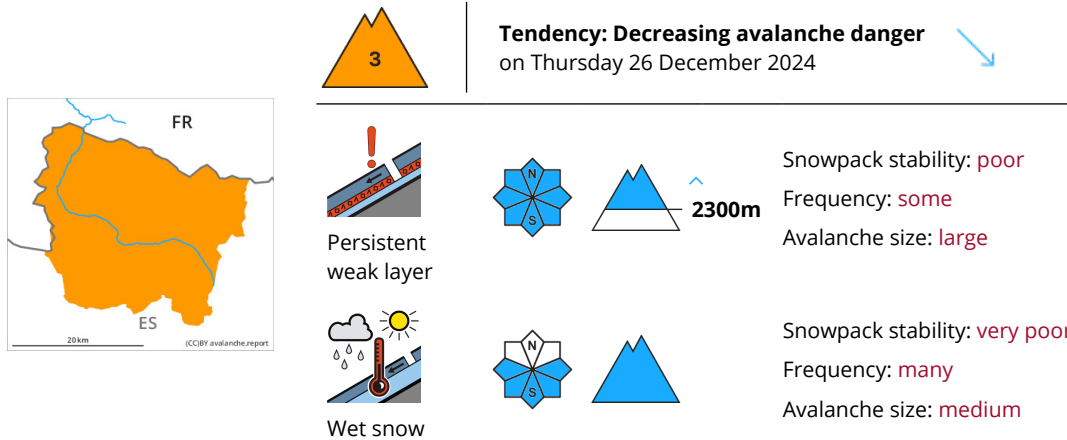 3
Tendency: Decreasing avalanche danger
on Thursday 26 December 2024
FR
ES
20 km
(CC)BY avalanche.report
Persistent
weak layer
N
S
2300m
Snowpack stability: poor
Frequency: some
Avalanche size: large
Wet snow
N
S
Snowpack stability: very poor
Frequency: many
Avalanche size: medium